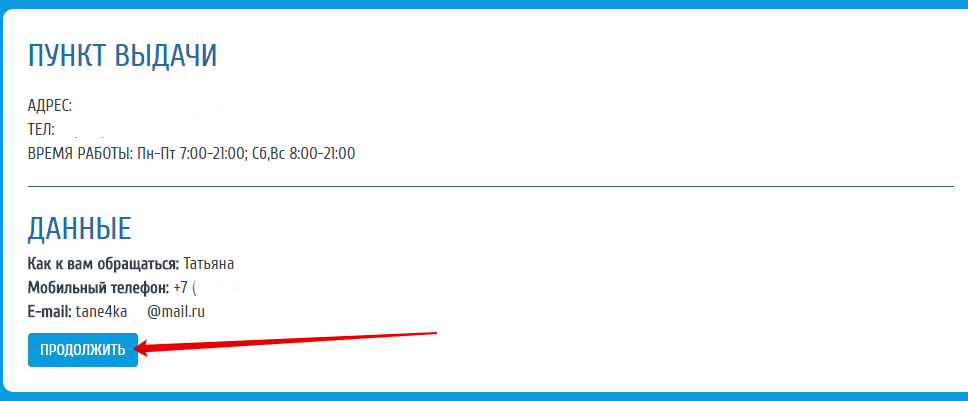 ПУНКТ ВЫДАЧИ
АДРЕС:
ТЕЛ:
ВРЕМЯ РАБОТЫ: Пн-Пт 7:00-21:00; Сб,Вс 8:00-21:00
ДАННЫЕ
Как к вам обращаться: Татьяна
Мобильный телефон: +7 (
E-mail: tane4ka @mail.ru
ПРОДОЛЖИТЬ